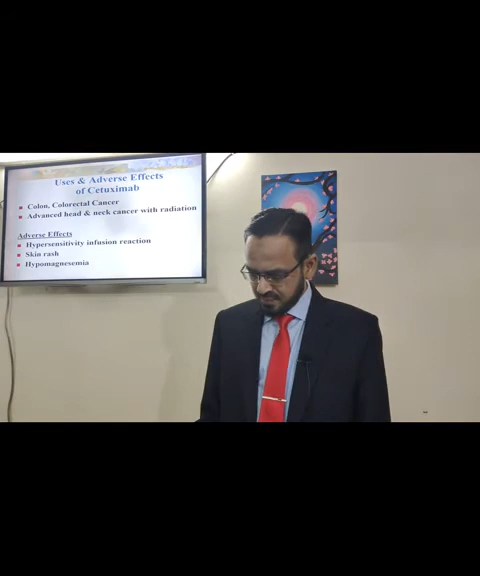 Uses & Adverse Effects
of Cetuximab
Colon, Colorectal Cancer
Advanced head & neck cancer with radiation
Adverse Effects
Hypersensitivity infusion reaction
Skin rash
Hypomagnesemia